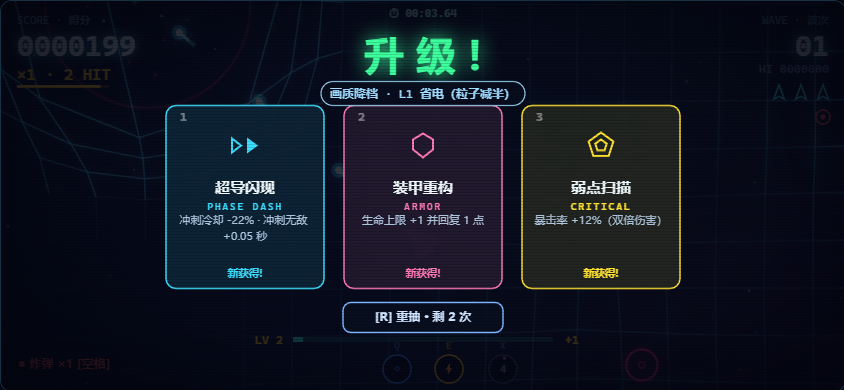 SCORE · 得分
00:03.64
WAVE · 波次
0000199
01
×1 · 2 HIT
HI 0000000
升级!
画质降档 · L1 省电 (粒子减半)
1
超导闪现
PHASE DASH
冲刺冷却 -22% · 冲刺无敌
+0.05 秒
新获得!
2
装甲重构
ARMOR
生命上限 +1 并回复 1 点
新获得!
3
弱点扫描
CRITICAL
暴击率 +12% (双倍伤害)
新获得!
[R] 重抽 · 剩 2 次
LV 2
+1
炸弹 ×1 [空格]
E
4